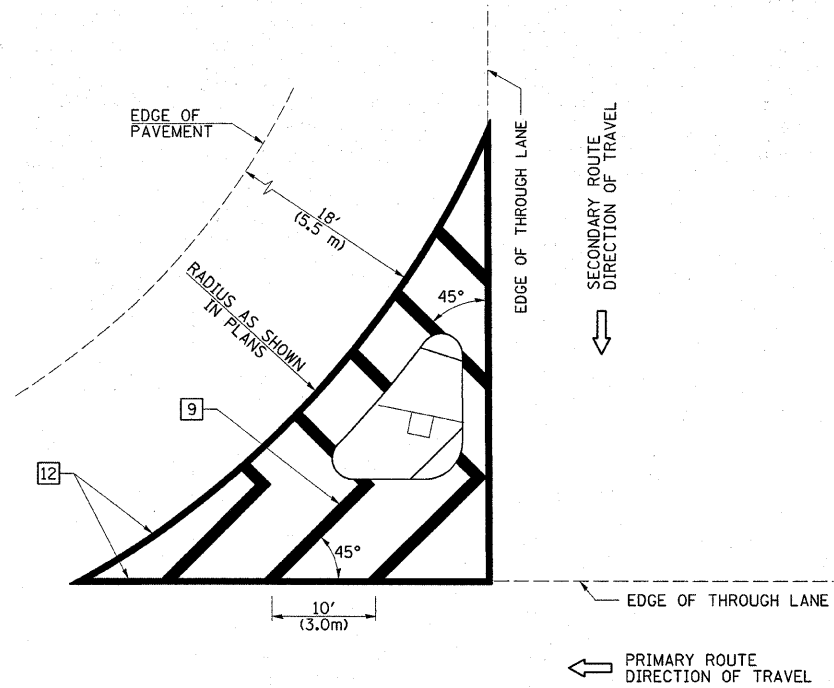 EDGE OF
PAVEMENT
18'
(5.5 m)
RADIUS AS SHOWN
IN PLANS
EDGE OF THROUGH LANE
SECONDARY ROUTE
DIRECTION OF TRAVEL
45°
9
12
45°
10'
(3.0m)
EDGE OF THROUGH LANE
PRIMARY ROUTE
DIRECTION OF TRAVEL